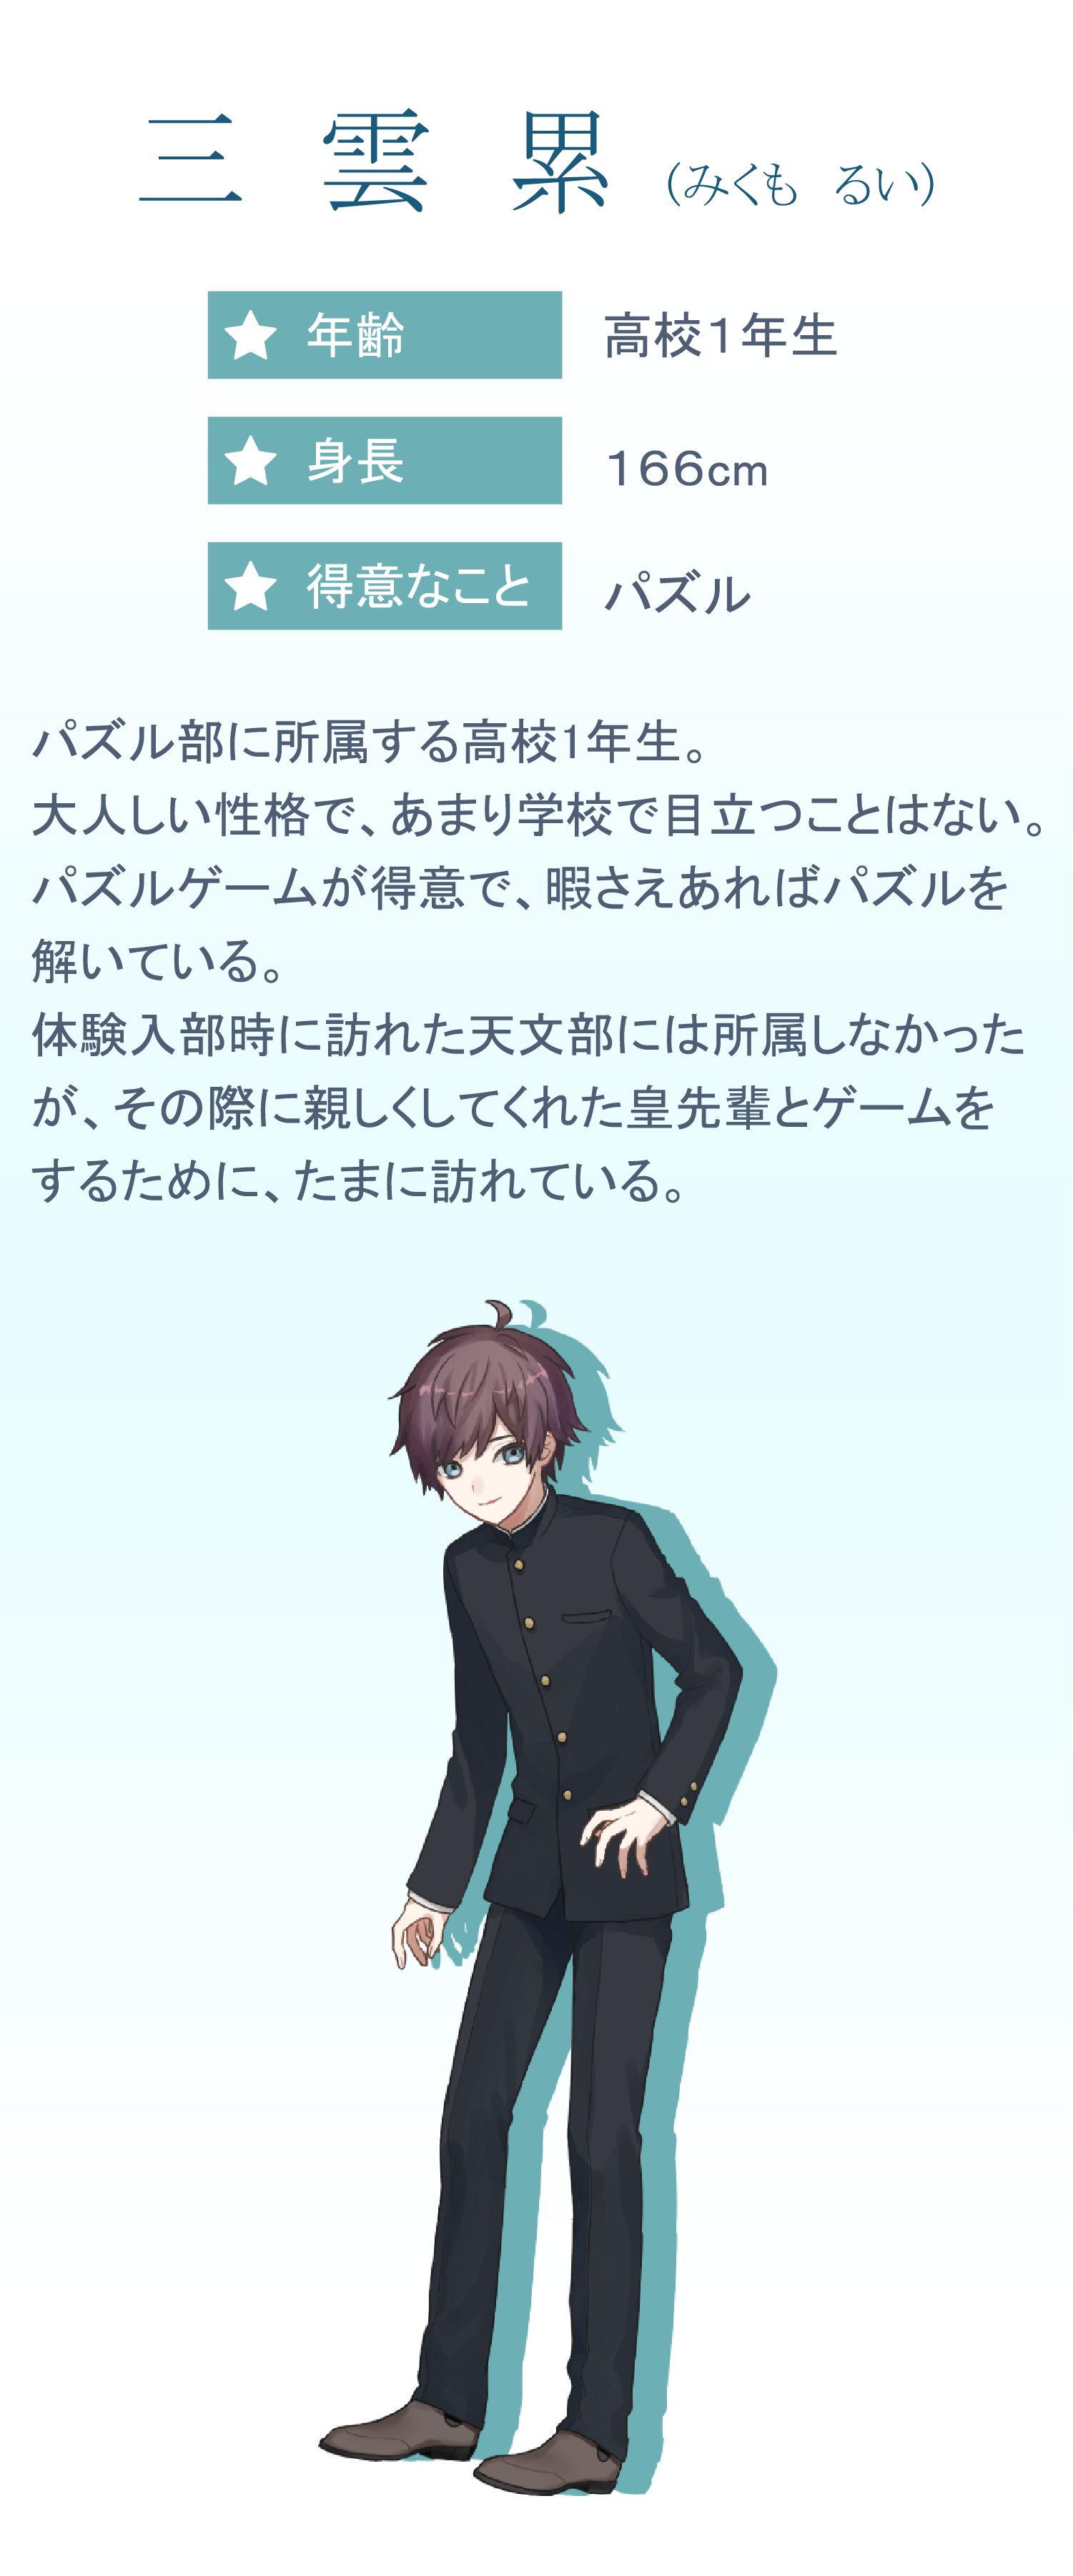 三雲累（みくも るい）
★ 年齢 高校１年生
★ 身長 １６６cm
★ 得意なこと パズル
パズル部に所属する高校1年生。
大人しい性格で、あまり学校で目立つことはない。
パズルゲームが得意で、暇さえあればパズルを
解いている。
体験入部時に訪れた天文部には所属しなかった
が、その際に親しくしてくれた皇先輩とゲームを
するために、たまに訪れている。